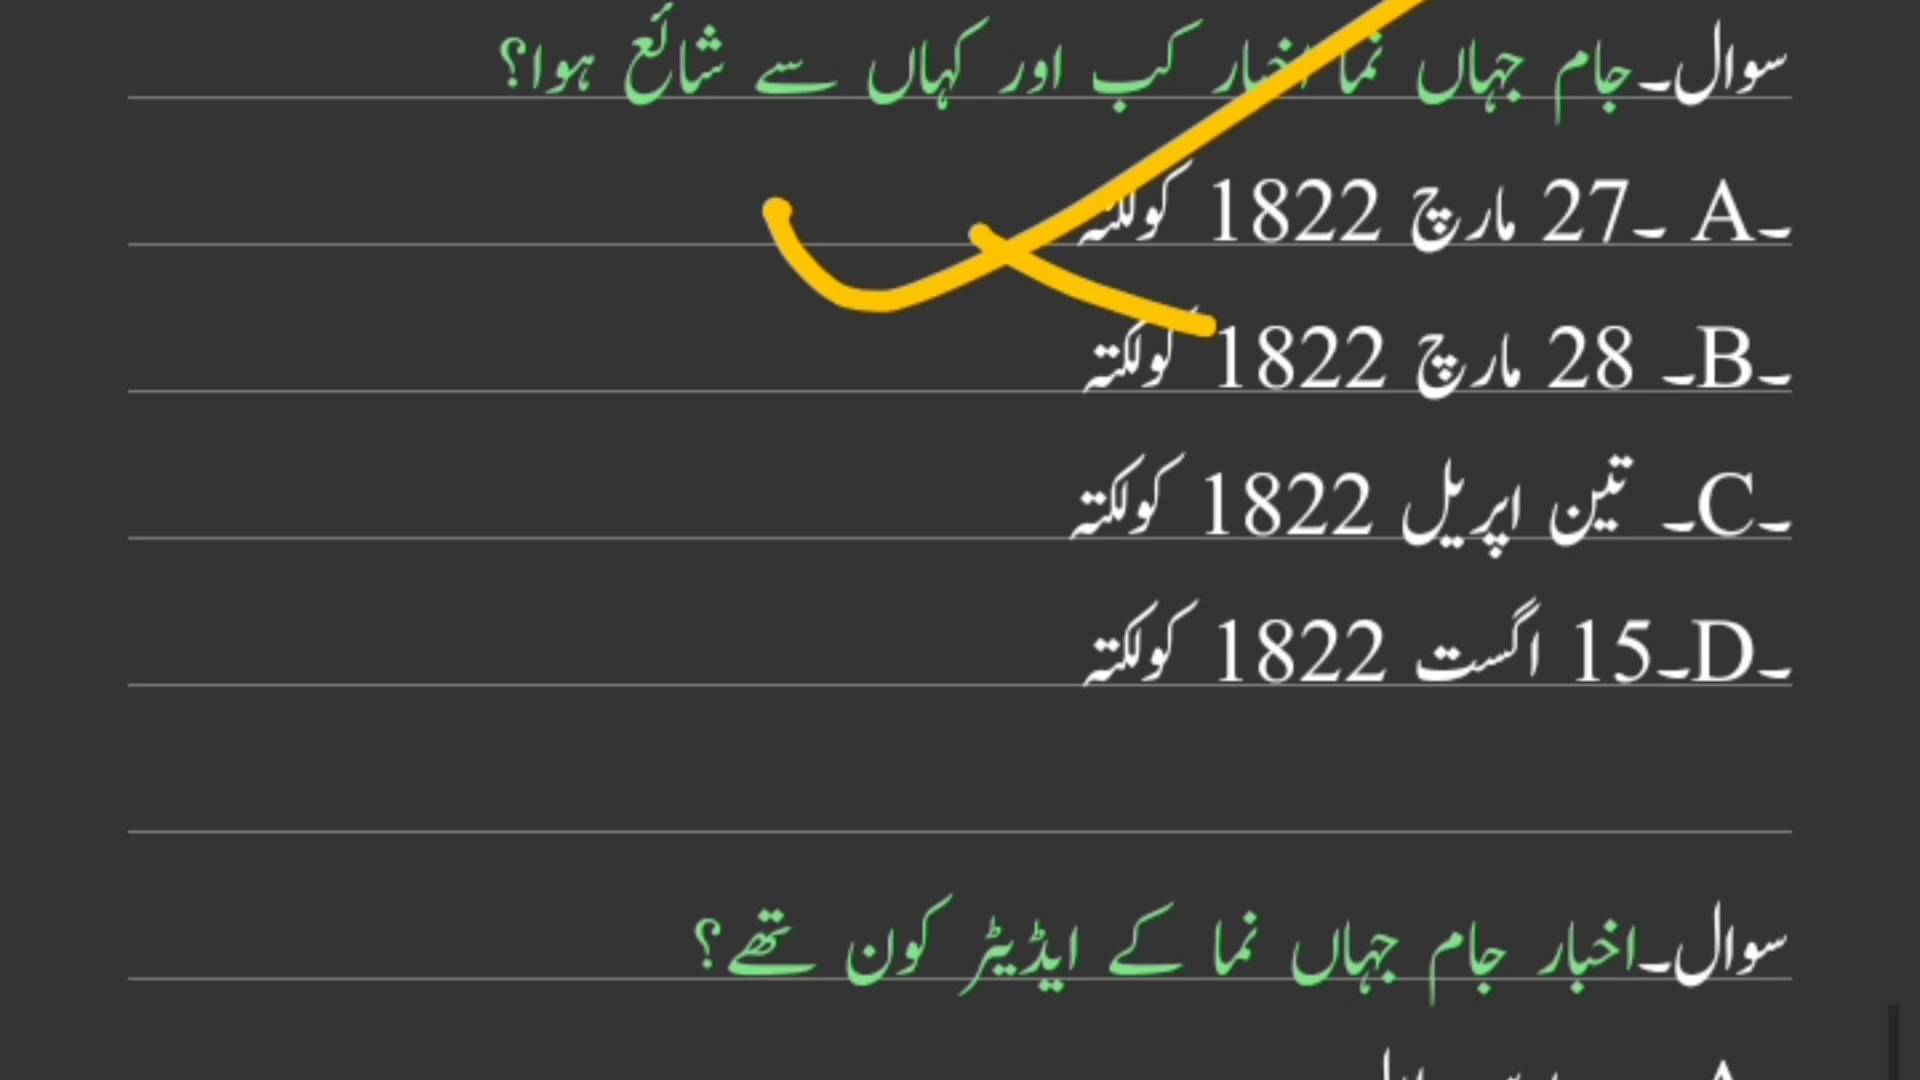 سوال۔جام جہاں نما اخبار کب اور کہاں سے شائع ہوا؟
۔A ۔27 مارچ 1822 کولکتہ
۔B۔ 28 مارچ 1822 کولکتہ
۔C۔ تین اپریل 1822 کولکتہ
۔D۔15 اگست 1822 کولکتہ
سوال۔اخبار جام جہاں نما کے ایڈیٹر کون تھے؟